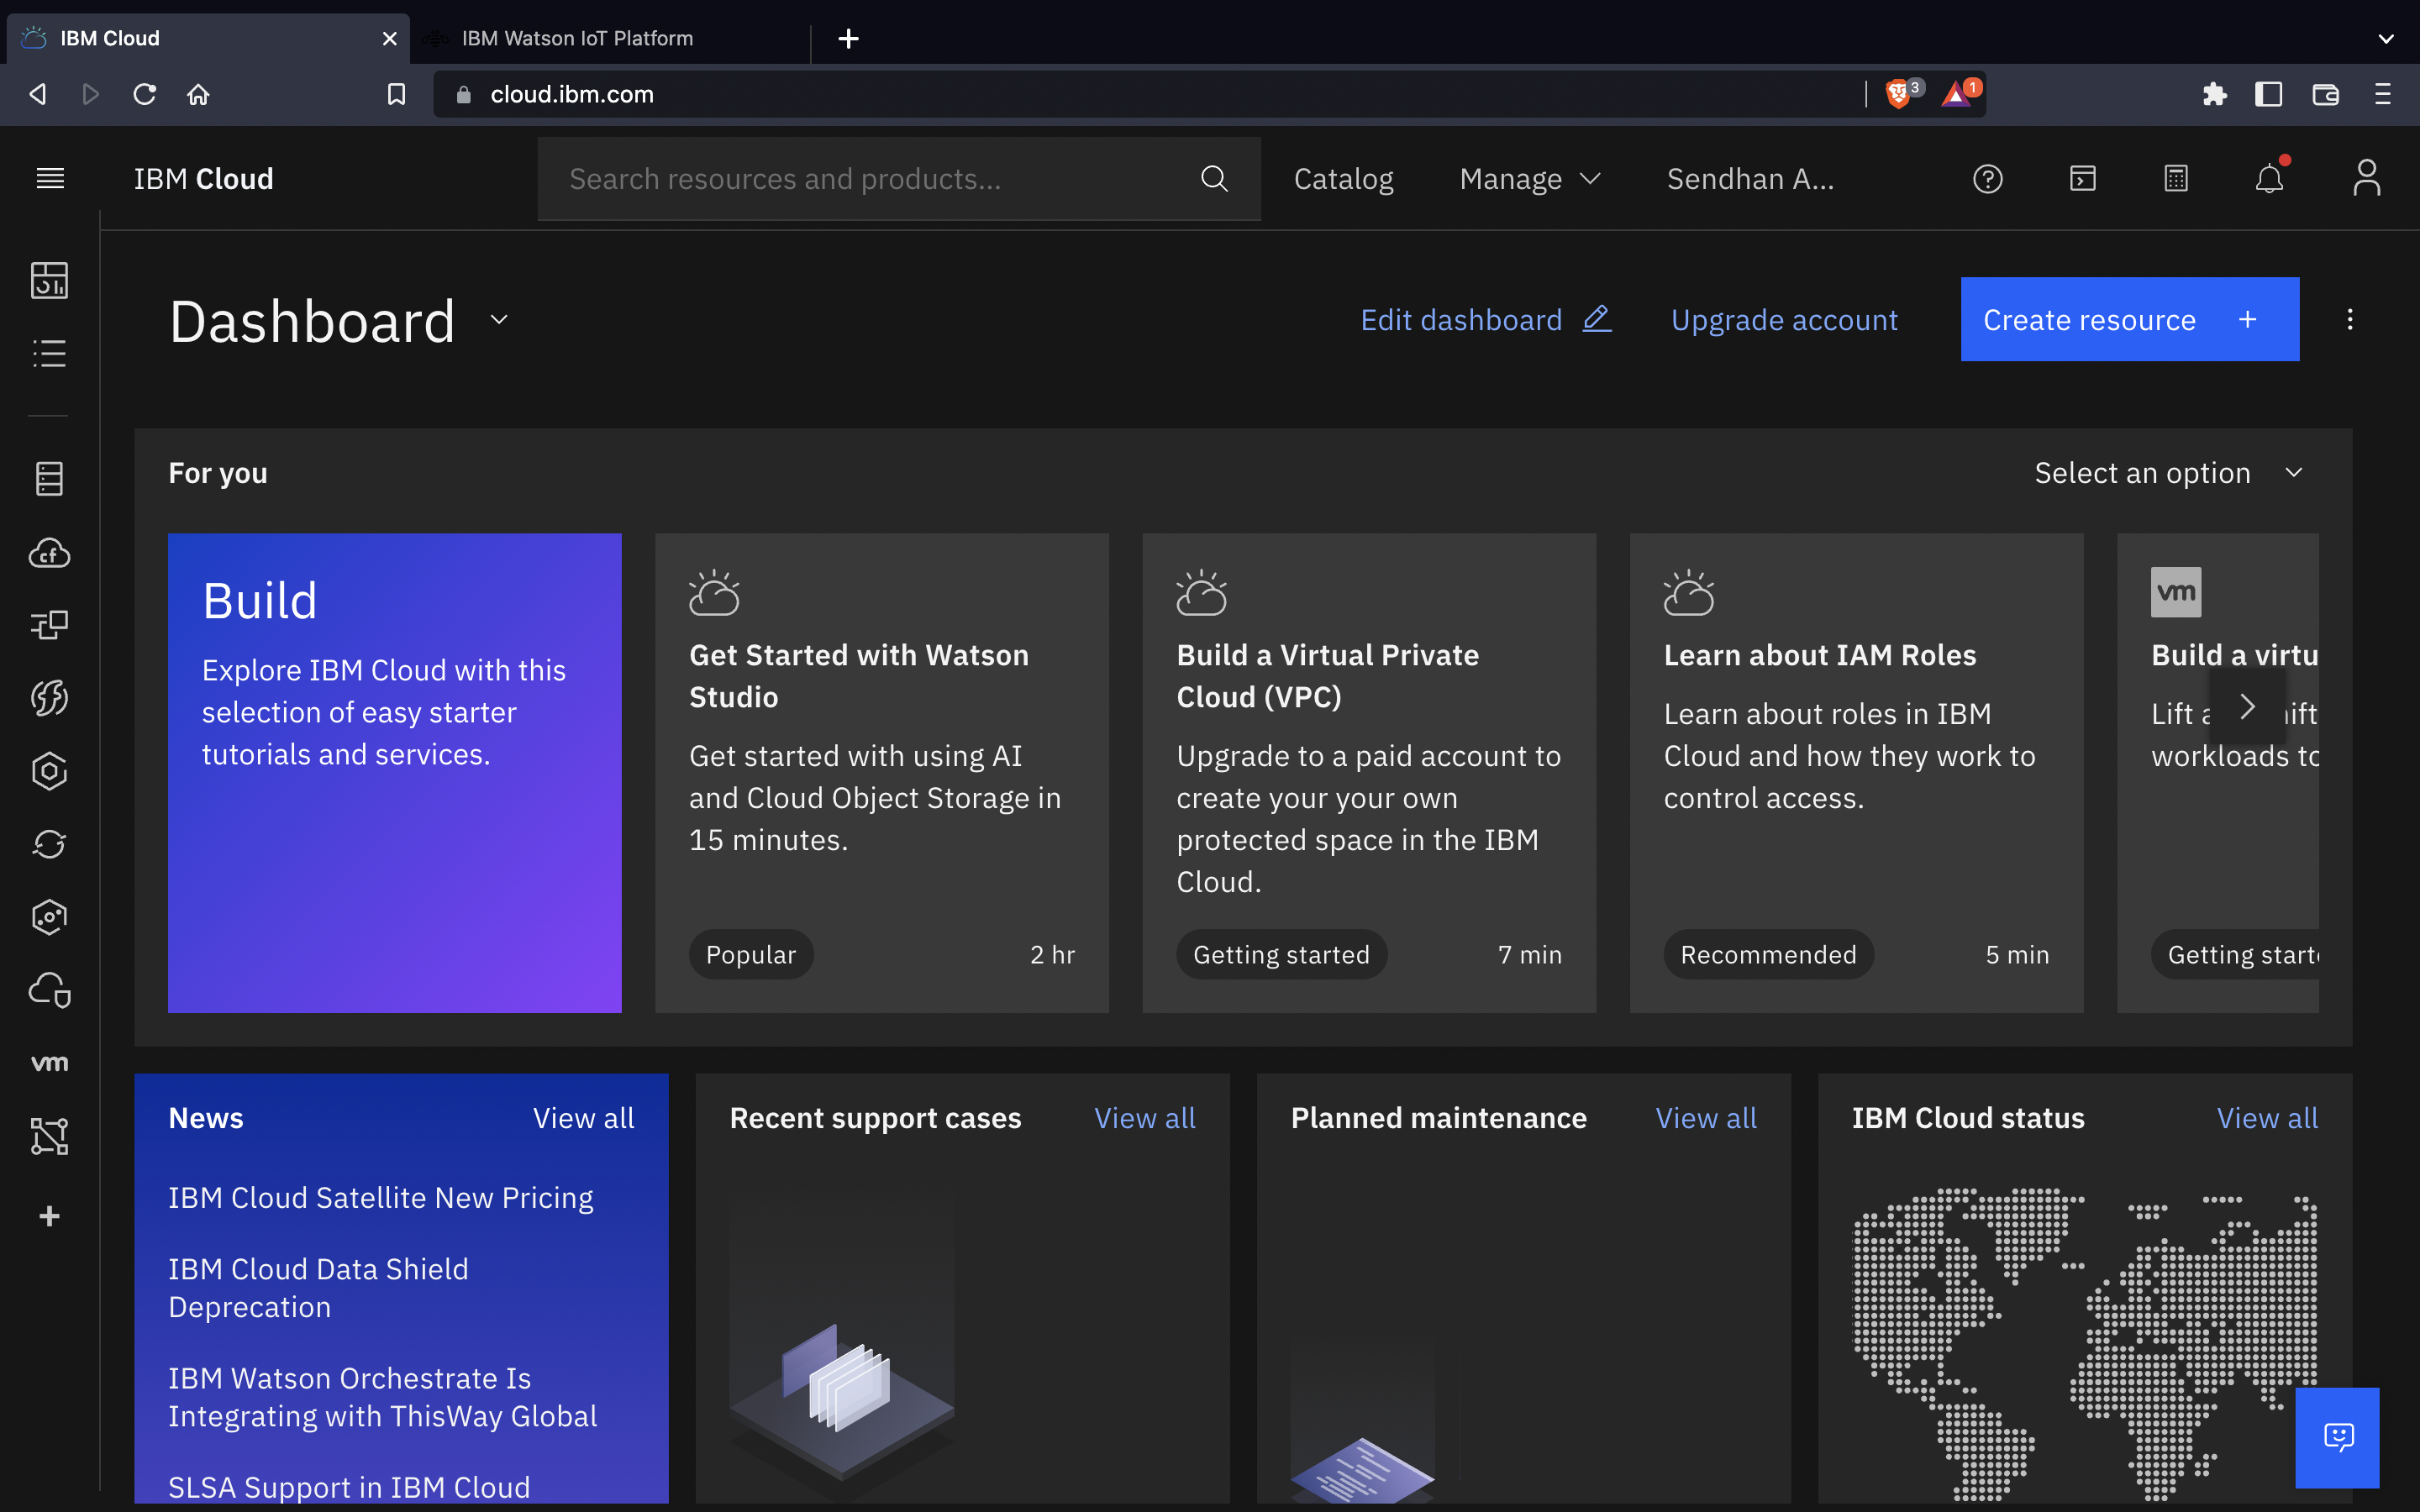 IBM Cloud
IBM Watson IoT Platform
cloud.ibm.com
3
1
IBM Cloud
Search resources and products...
Catalog
Manage
Sendhan A...
Dashboard
Edit dashboard
Upgrade account
Create resource +
For you
Select an option
Build
Explore IBM Cloud with this
selection of easy starter
tutorials and services.
Get Started with Watson
Studio
Get started with using AI
and Cloud Object Storage in
15 minutes.
Popular
2 hr
Build a Virtual Private
Cloud (VPC)
Upgrade to a paid account to
create your your own
protected space in the IBM
Cloud.
Getting started
7 min
Learn about IAM Roles
Learn about roles in IBM
Cloud and how they work to
control access.
Recommended
5 min
vm
Build a virtu
Lift
workloads to
Getting starte
cf
vm
News
View all
IBM Cloud Satellite New Pricing
IBM Cloud Data Shield
Deprecation
IBM Watson Orchestrate Is
Integrating with ThisWay Global
SLSA Support in IBM Cloud
Recent support cases
View all
Planned maintenance
View all
IBM Cloud status
View all